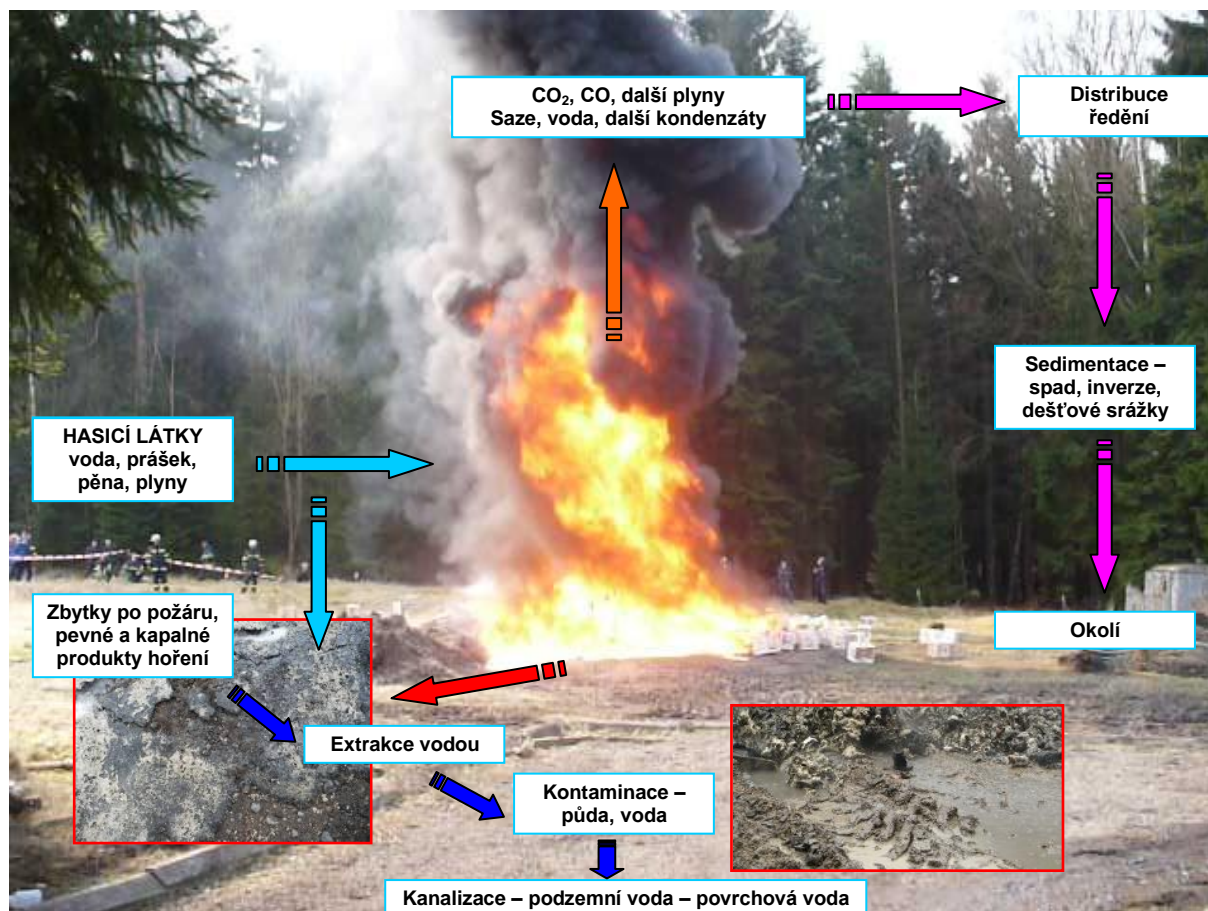 CO₂, CO, další plyny
Saze, voda, další kondenzáty
Distribuce
ředění
Sedimentace –
spad, inverze,
dešťové srážky
HASICÍ LÁTKY
voda, prášek,
pěna, plyny
Zbytky po požáru,
pevné a kapalné
produkty hoření
Okolí
Extrakce vodou
Kontaminace –
půda, voda
Kanalizace – podzemní voda – povrchová voda